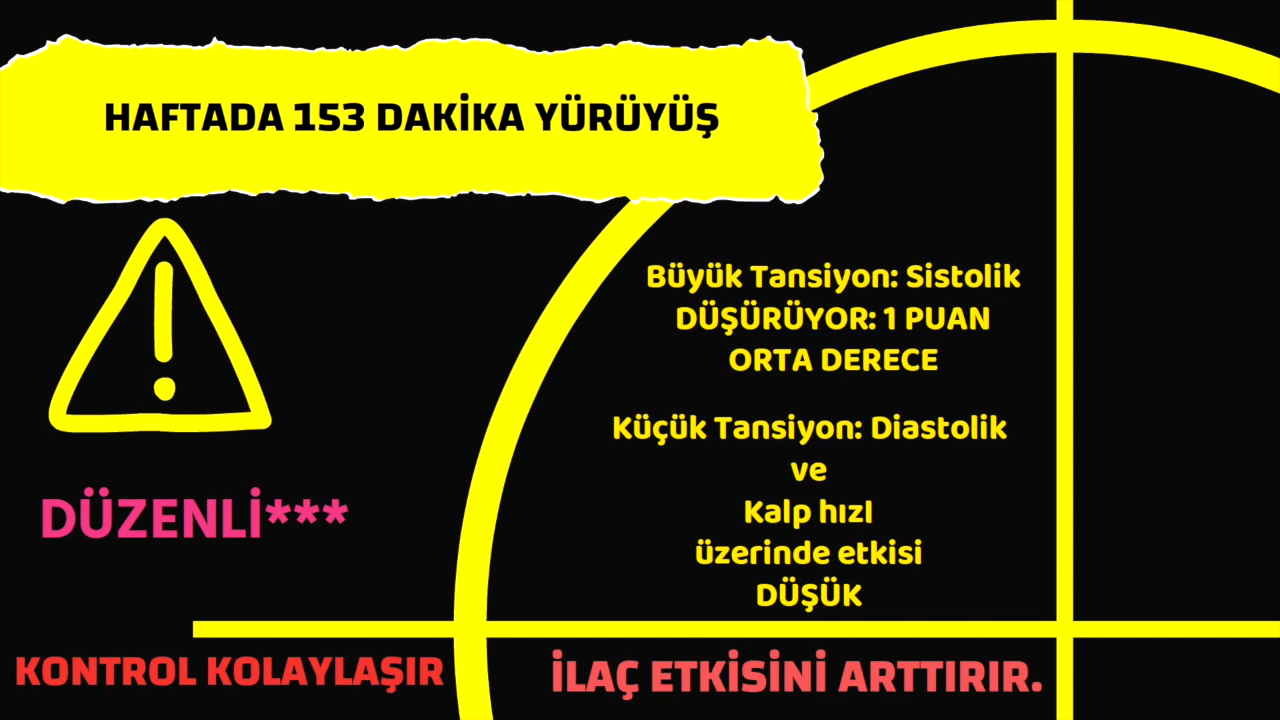 HAFTADA 153 DAKİKA YÜRÜYÜŞ
Büyük Tansiyon: Sistolik
DÜŞÜRÜYOR: 1 PUAN
ORTA DERECE
Küçük Tansiyon: Diastolik
ve
Kalp hızI
üzerinde etkisi
DÜŞÜK
DÜZENLİ***
KONTROL KOLAYLAŞIR
İLAÇ ETKİSİNİ ARTTIRIR.